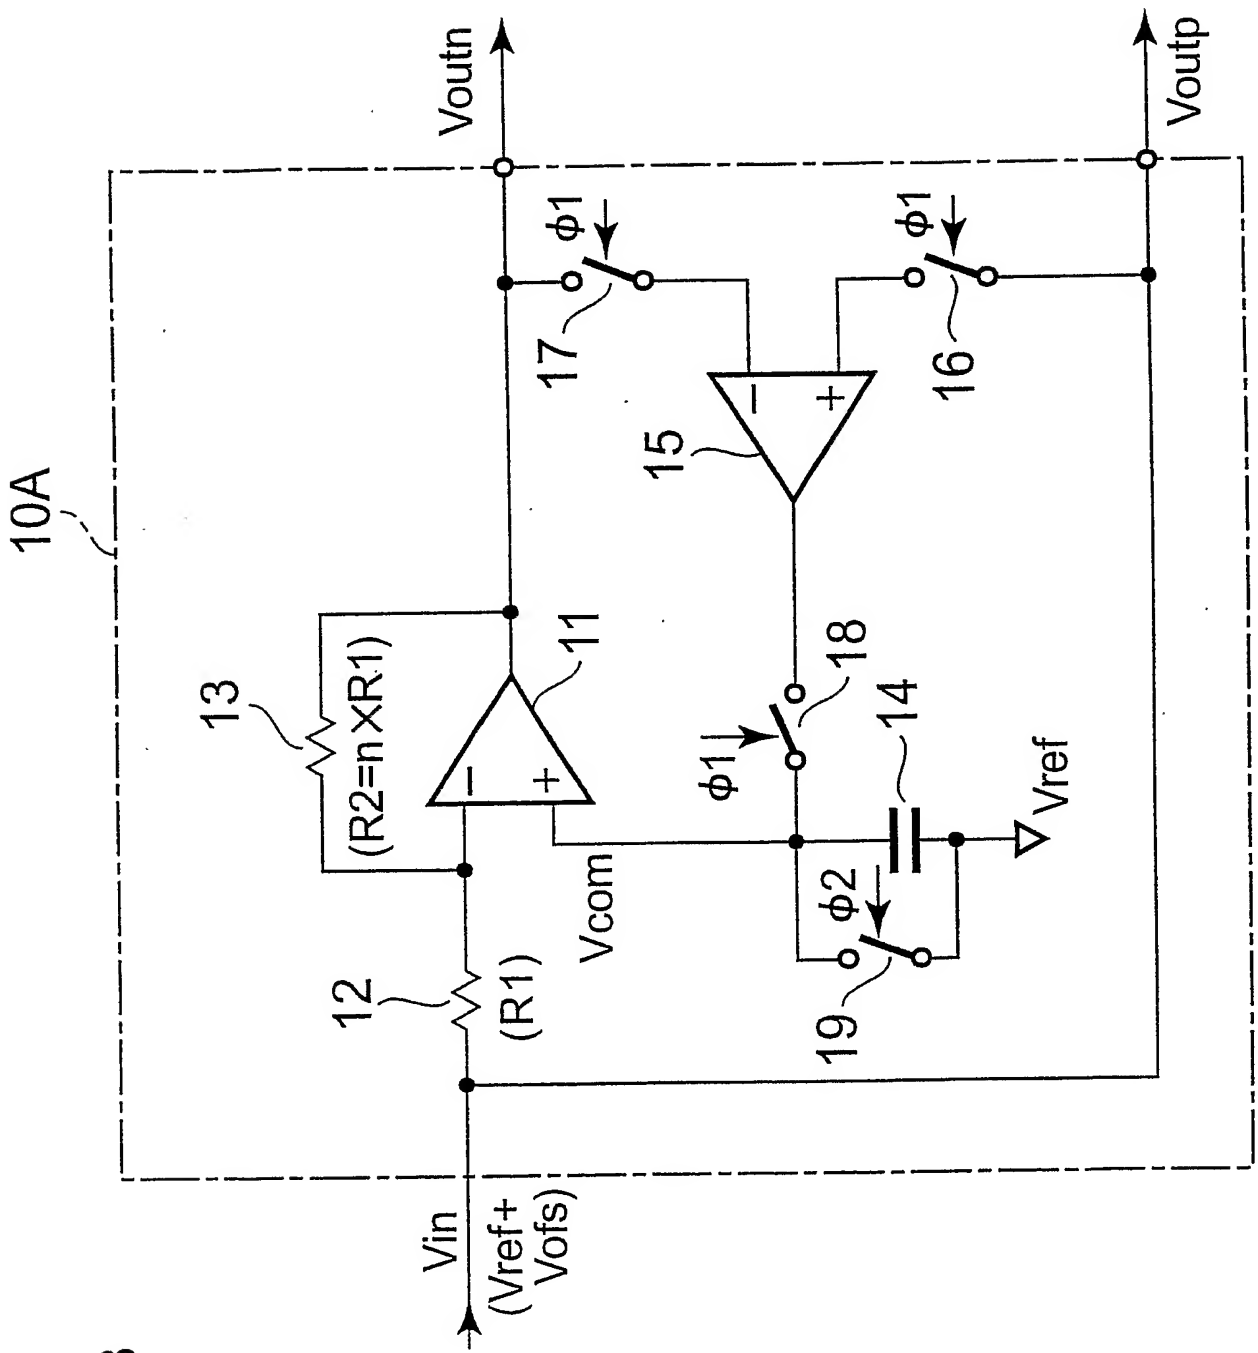 10A
Vin
(Vref+
Vofs)
12
(R1)
13
(R2=n×R1)
−
+
11
Vcom
φ2
19
φ1
18
14
Vref
15
−
+
17
φ1
16
φ1
Voutn
Voutp